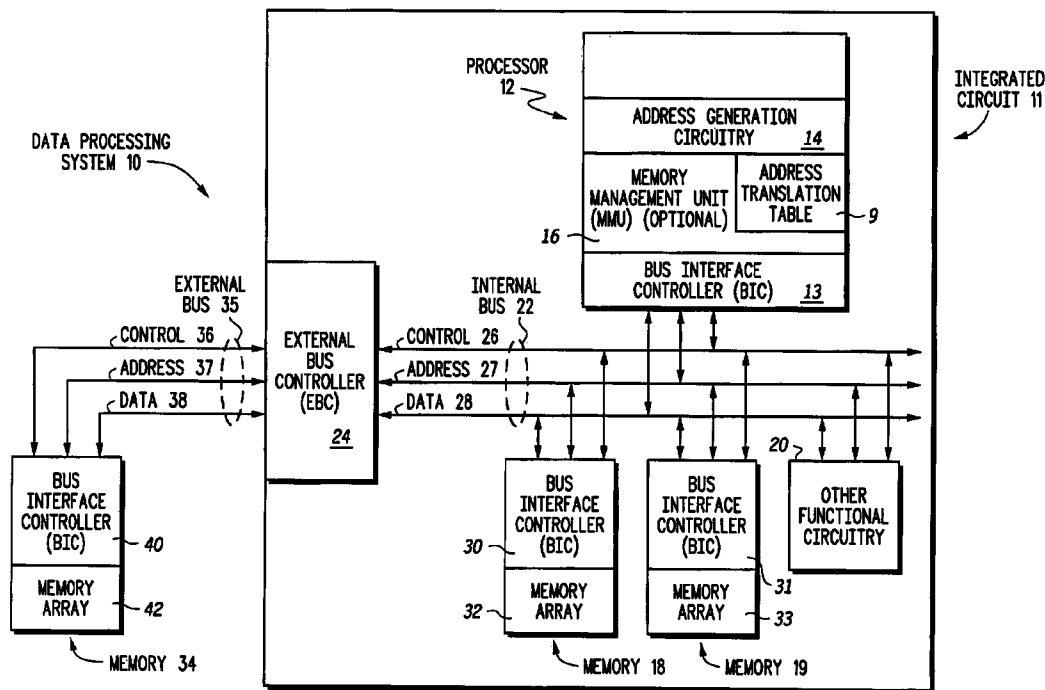 PROCESSOR
12
INTEGRATED
CIRCUIT 11
DATA PROCESSING
SYSTEM 10
ADDRESS GENERATION
CIRCUITRY
14
MEMORY
MANAGEMENT UNIT
(MMU) (OPTIONAL)
16
ADDRESS
TRANSLATION
TABLE
9
BUS INTERFACE
CONTROLLER (BIC)
13
EXTERNAL
BUS 35
CONTROL 36
ADDRESS 37
DATA 38
EXTERNAL
BUS
CONTROLLER
(EBC)
24
INTERNAL
BUS 22
CONTROL 26
ADDRESS 27
DATA 28
BUS
INTERFACE
CONTROLLER
(BIC)
40
MEMORY
ARRAY
42
MEMORY 34
BUS
INTERFACE
CONTROLLER
(BIC)
30
MEMORY
ARRAY
32
MEMORY 18
BUS
INTERFACE
CONTROLLER
(BIC)
31
MEMORY
ARRAY
33
MEMORY 19
20
OTHER
FUNCTIONAL
CIRCUITRY